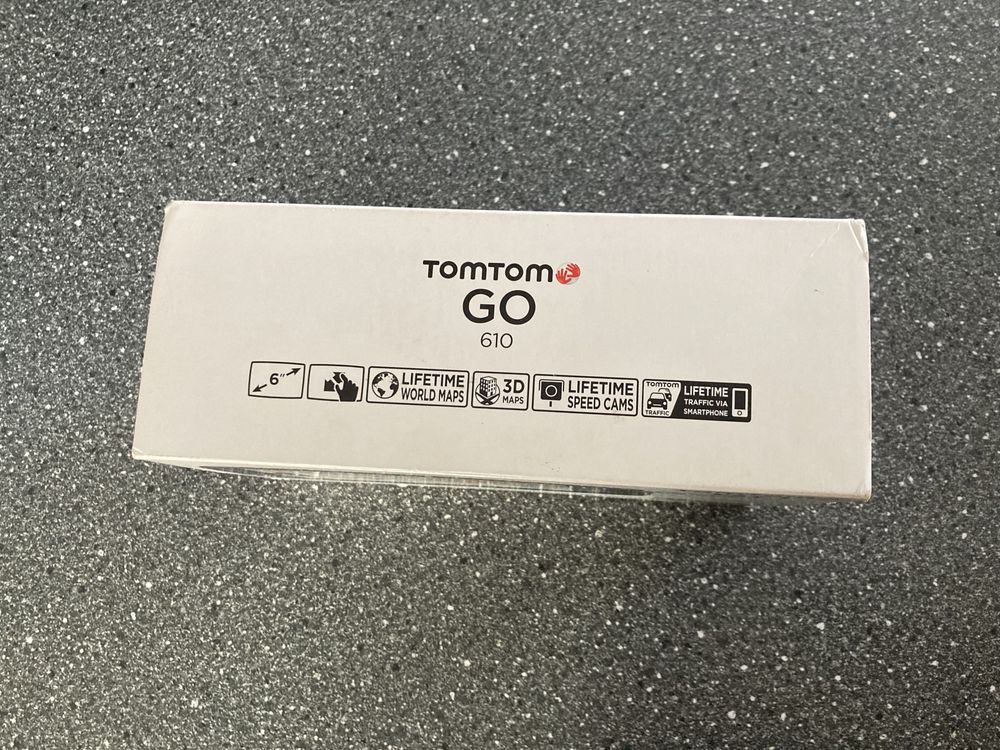 TOMTOM
GO
610
6"
LIFETIME
WORLD MAPS
3D
MAPS
LIFETIME
SPEED CAMS
TOMTOM
TRAFFIC
LIFETIME
TRAFFIC VIA
SMARTPHONE